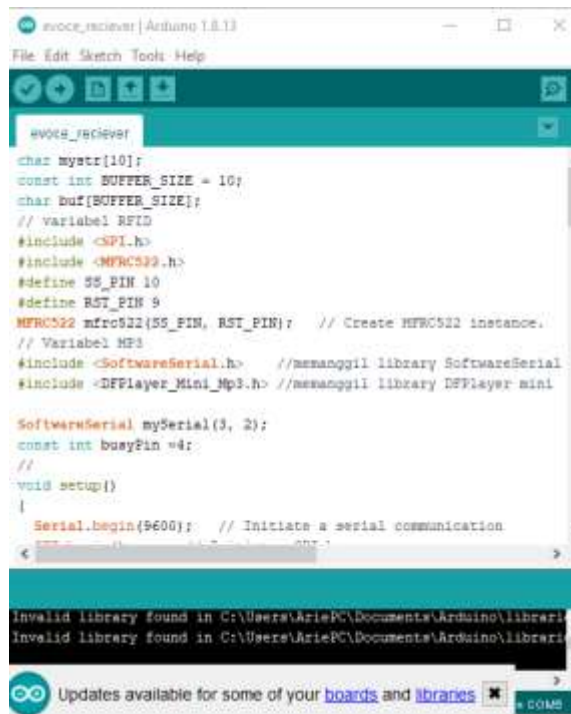 evoce_reciever | Arduino 1.8.13
File Edit Sketch Tools Help
evoce_reciever
char mystr[10];
const int BUFFER_SIZE = 10;
char buf[BUFFER_SIZE];
// variabel RFID
#include <SPI.h>
#include <MFRC522.h>
#define SS_PIN 10
#define RST_PIN 9
MFRC522 mfrc522(SS_PIN, RST_PIN);   // Create MFRC522 instance.
// Variabel MP3
#include <SoftwareSerial.h>    //memanggil library SoftwareSerial
#include <DFPlayer_Mini_Mp3.h> //memanggil library DFPlayer mini
SoftwareSerial mySerial(3, 2);
const int busyPin =4;
//
void setup()
{
Serial.begin(9600);   // Initiate a serial communication
Invalid library found in C:\Users\AriePC\Documents\Arduino\librarie
Invalid library found in C:\Users\AriePC\Documents\Arduino\librarie
Updates available for some of your boards and libraries
COM5